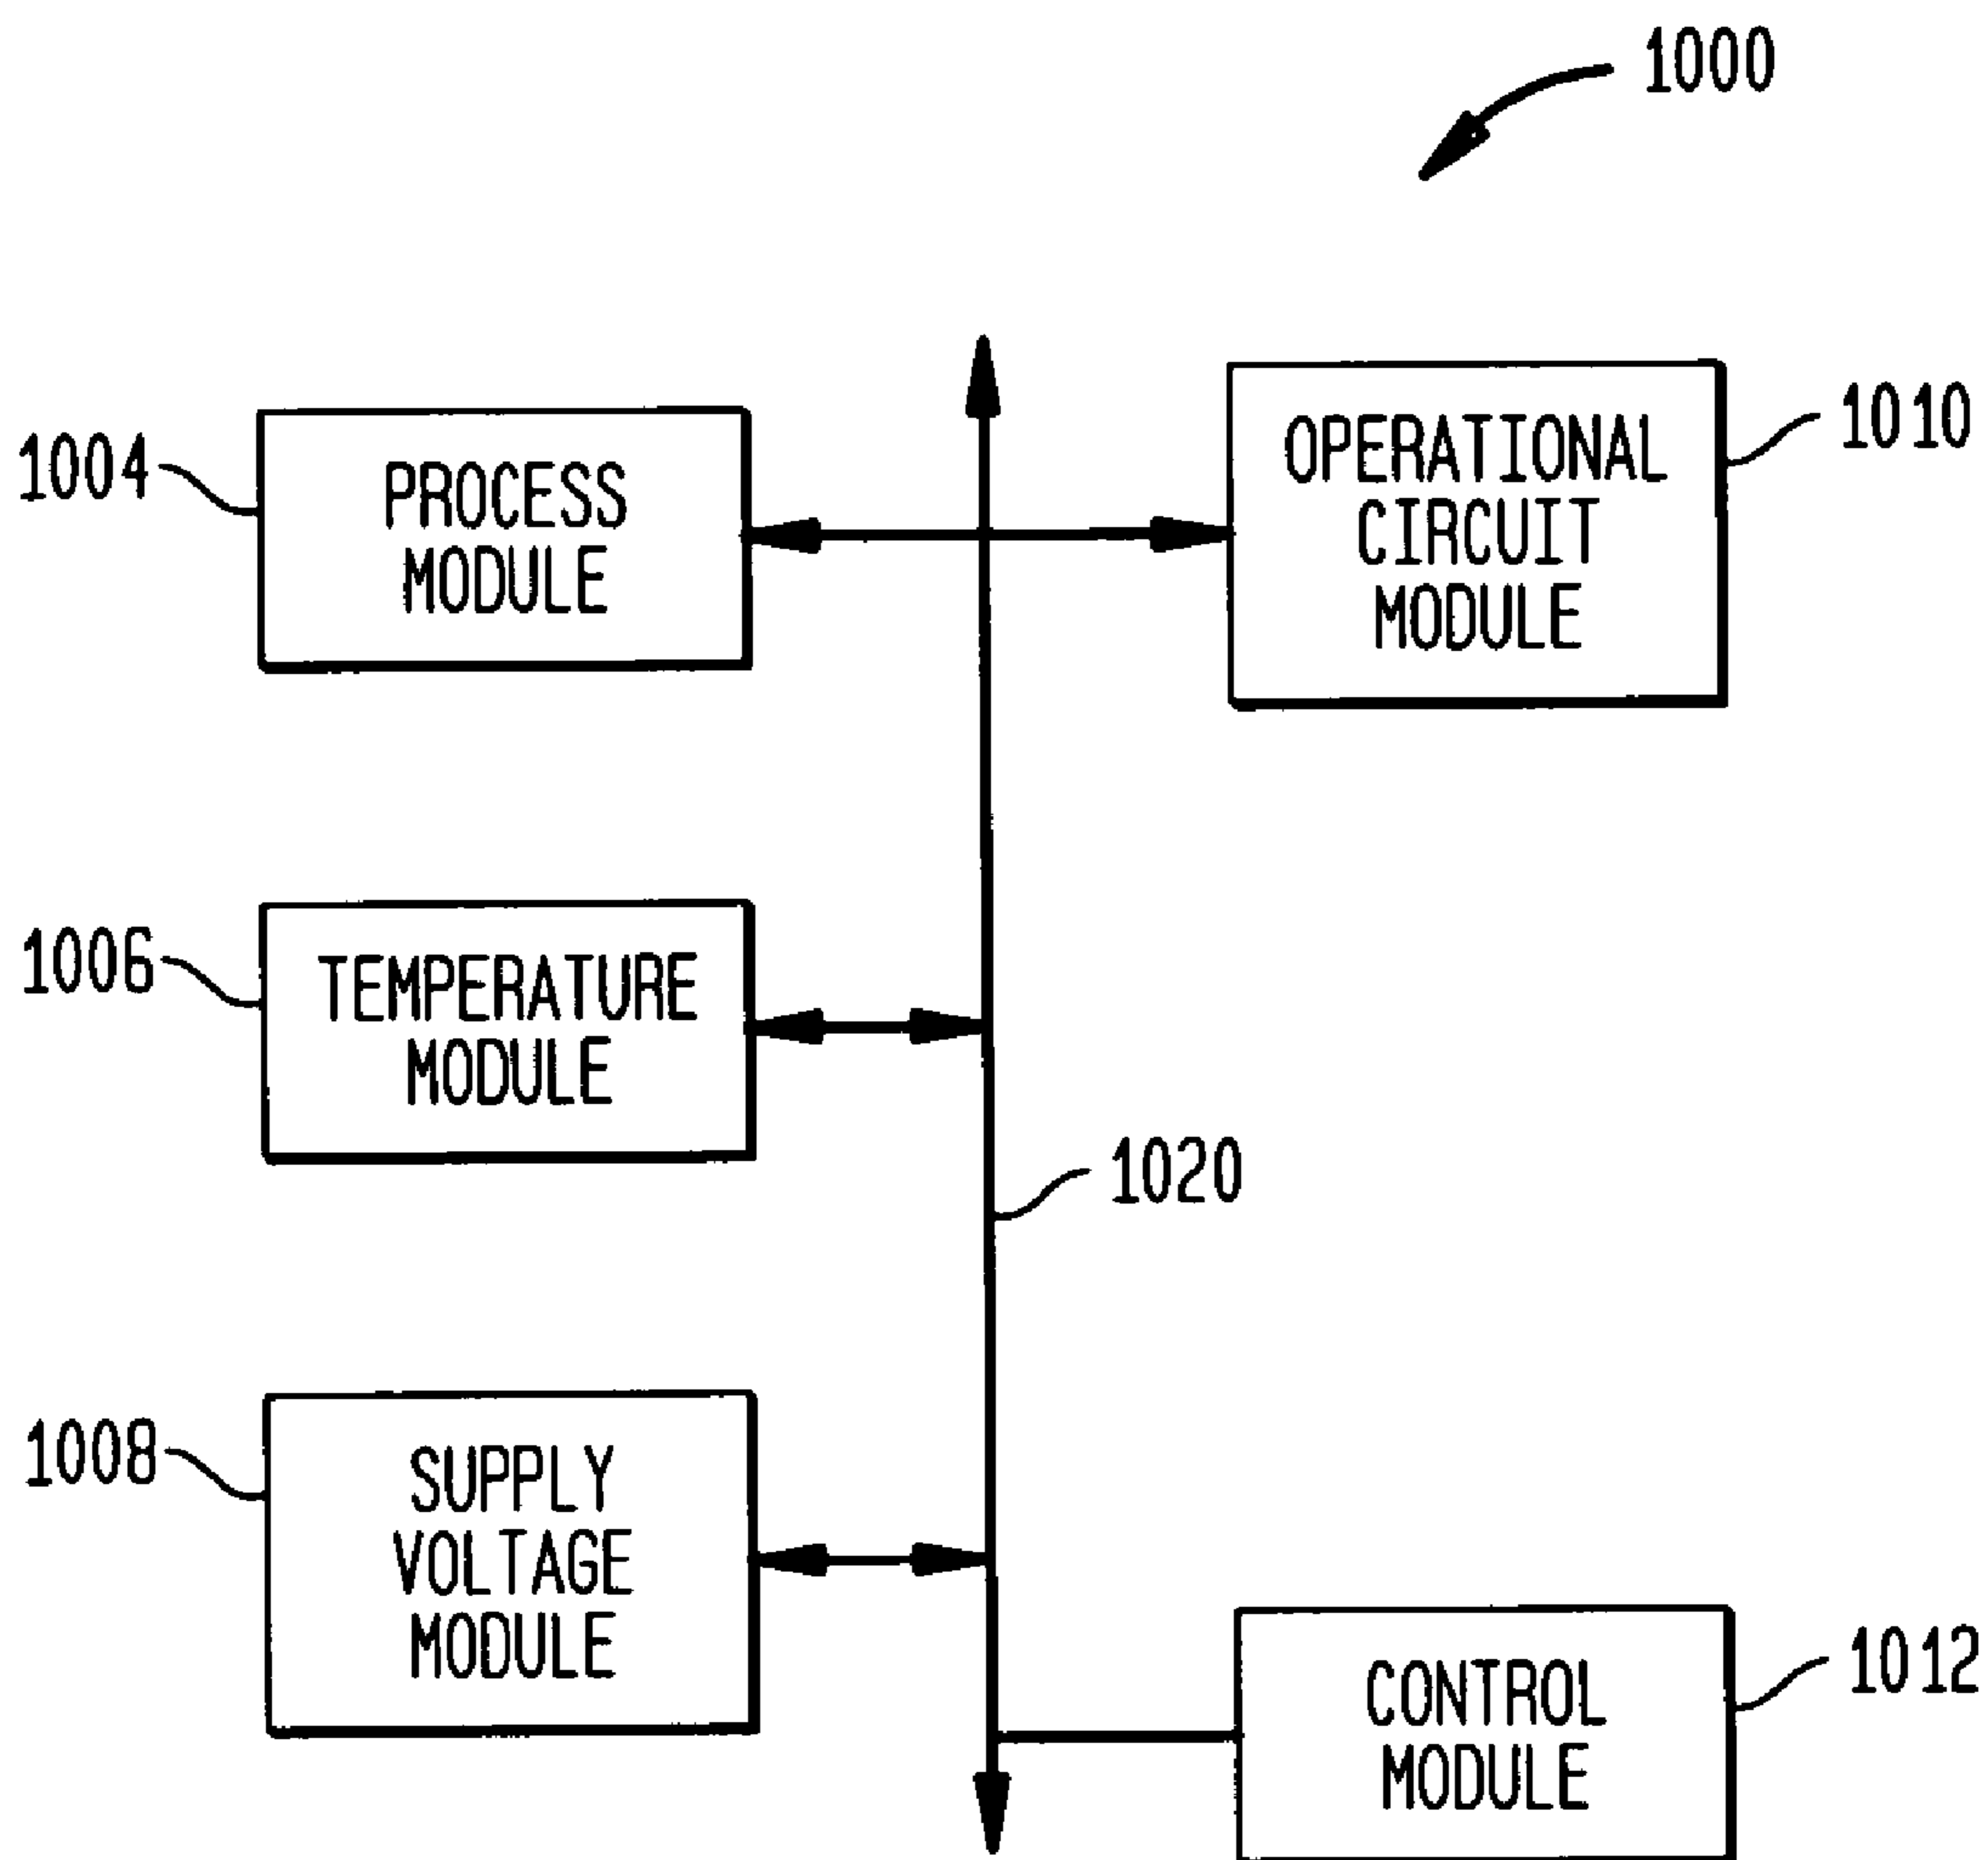 1000
1004
PROCESS
MODULE
OPERATIONAL
CIRCUIT
MODULE
1010
1006
TEMPERATURE
MODULE
1020
1008
SUPPLY
VOLTAGE
MODULE
CONTROL
MODULE
1012